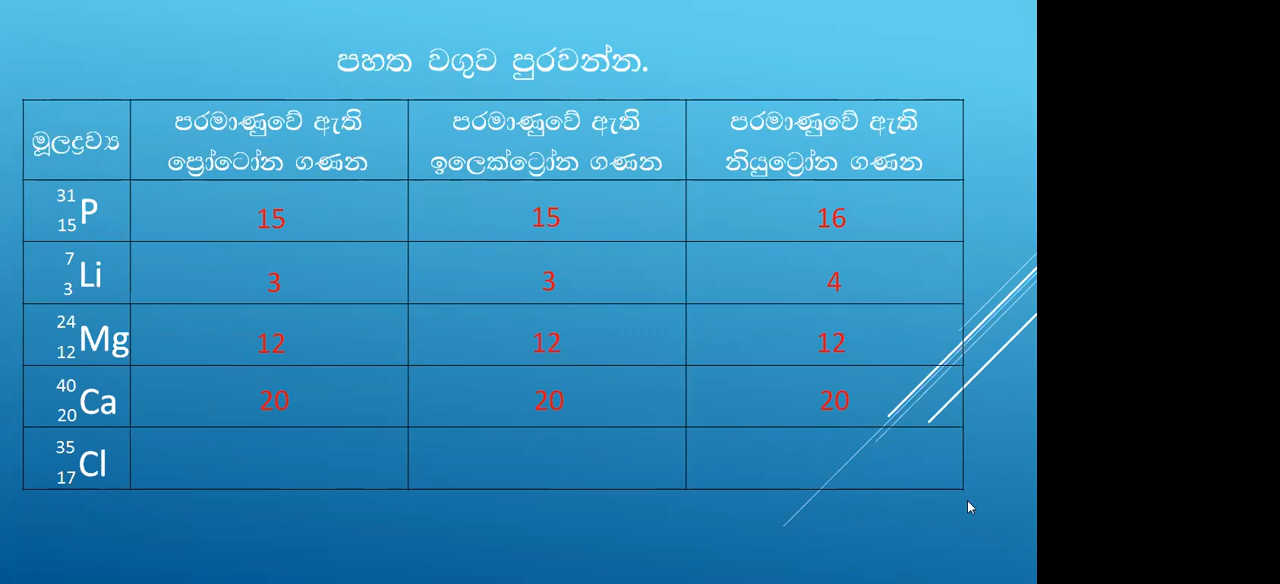 පහත වගුව පුරවන්න.
මූලද්‍රව්‍ය
පරමාණුවේ ඇති
ප්‍රෝටෝන ගණන
පරමාණුවේ ඇති
ඉලෙක්ට්‍රෝන ගණන
පරමාණුවේ ඇති
නියුට්‍රෝන ගණන
31
15 P 15 15 16
7
3 Li 3 3 4
24
12 Mg 12 12 12
40
20 Ca 20 20 20
35
17 Cl